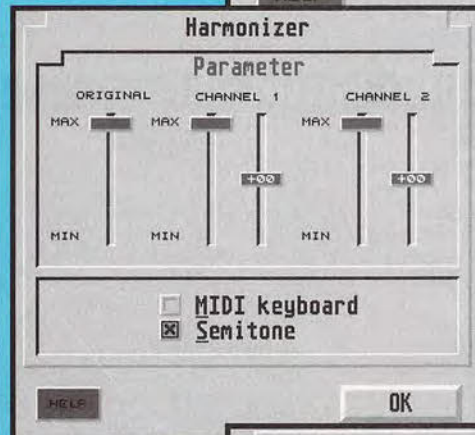 Harmonizer
Parameter
ORIGINAL CHANNEL 1 CHANNEL 2
MAX MAX MAX
+00 +00
MIN MIN MIN
MIDI keyboard
Semitone
HELP OK